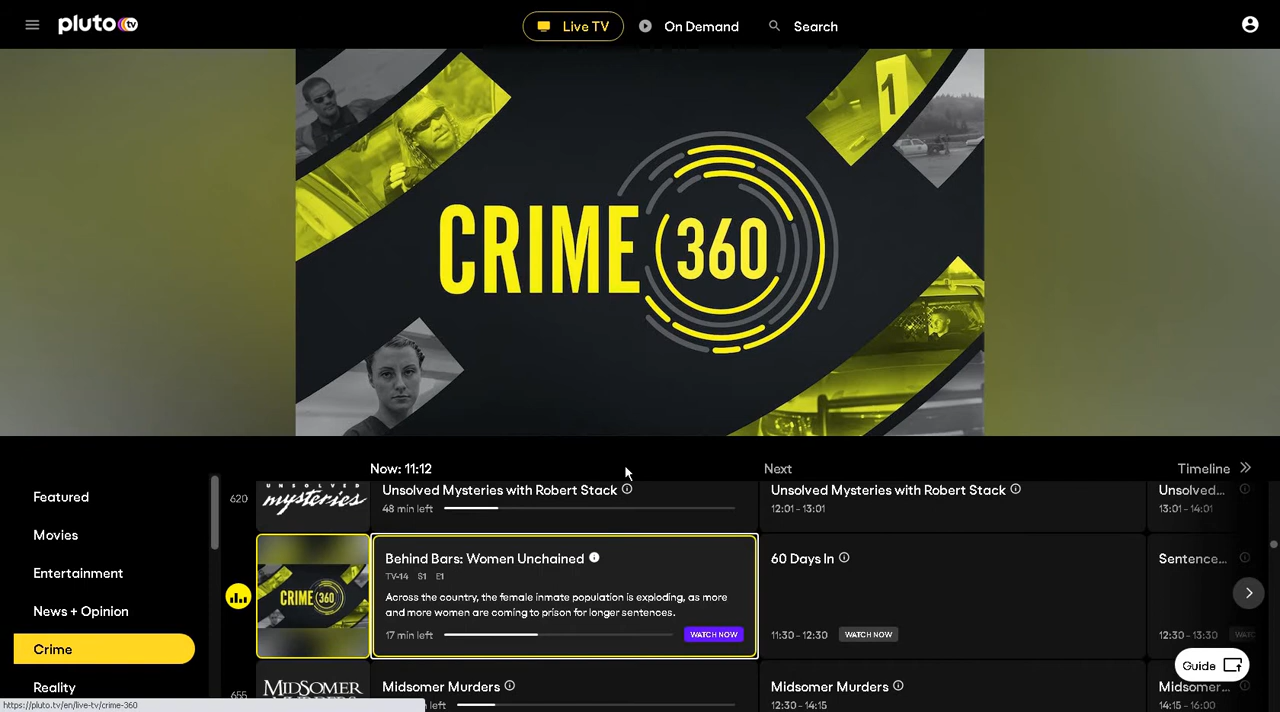 pluto tv
Live TV
On Demand
Search
1
CRIME 360
Now: 11:12
Next
Timeline
Featured
Movies
Entertainment
News + Opinion
Crime
Reality
620
UNSOLVED
mysteries
Unsolved Mysteries with Robert Stack
48 min left
Unsolved Mysteries with Robert Stack
12:01 - 13:01
Unsolved...
13:01 - 14:01
CRIME 360
Behind Bars: Women Unchained
TV-14 S1 E1
Across the country, the female inmate population is exploding, as more
and more women are coming to prison for longer sentences.
17 min left
WATCH NOW
60 Days In
11:30 - 12:30
WATCH NOW
Sentence...
12:30 - 13:30
Guide
655
MIDSOMER
MURDERS
Midsomer Murders
left
Midsomer Murders
12:30 - 14:15
Midsomer...
14:15 - 16:00
https://pluto.tv/en/live-tv/crime-360